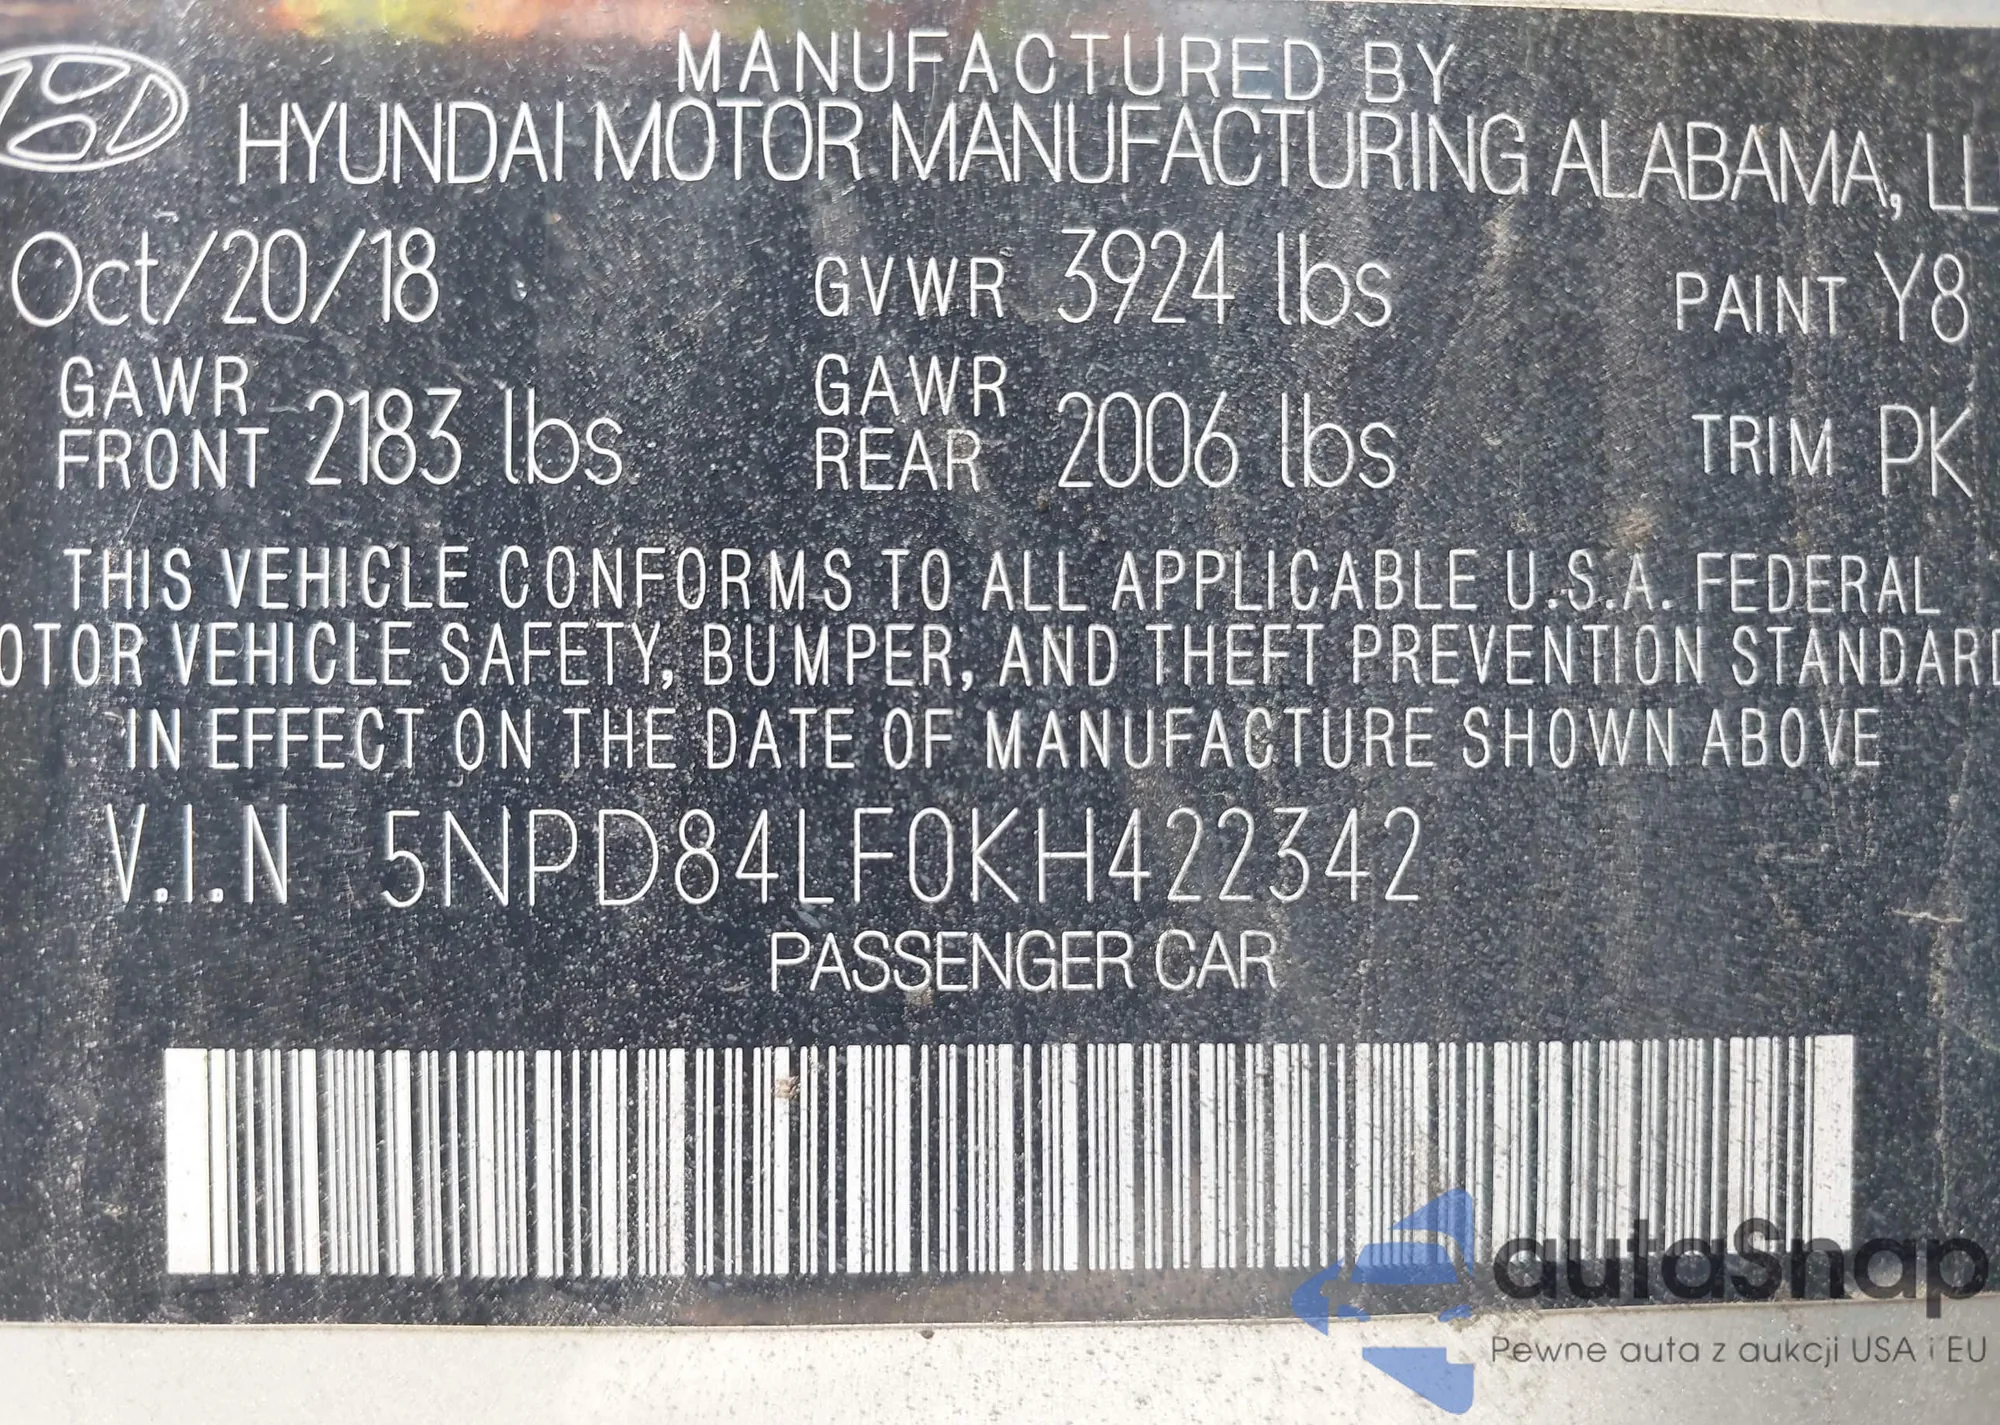 MANUFACTURED BY
HYUNDAI MOTOR MANUFACTURING ALABAMA, LL
Oct/20/18 GVWR 3924 lbs PAINT Y8
GAWR FRONT 2183 lbs GAWR REAR 2006 lbs TRIM PK
THIS VEHICLE CONFORMS TO ALL APPLICABLE U.S.A. FEDERAL
OTOR VEHICLE SAFETY, BUMPER, AND THEFT PREVENTION STANDARD
IN EFFECT ON THE DATE OF MANUFACTURE SHOWN ABOVE
V.I.N 5NPD84LF0KH422342
PASSENGER CAR
autaSnap
Pewne auta z aukcji USA i EU